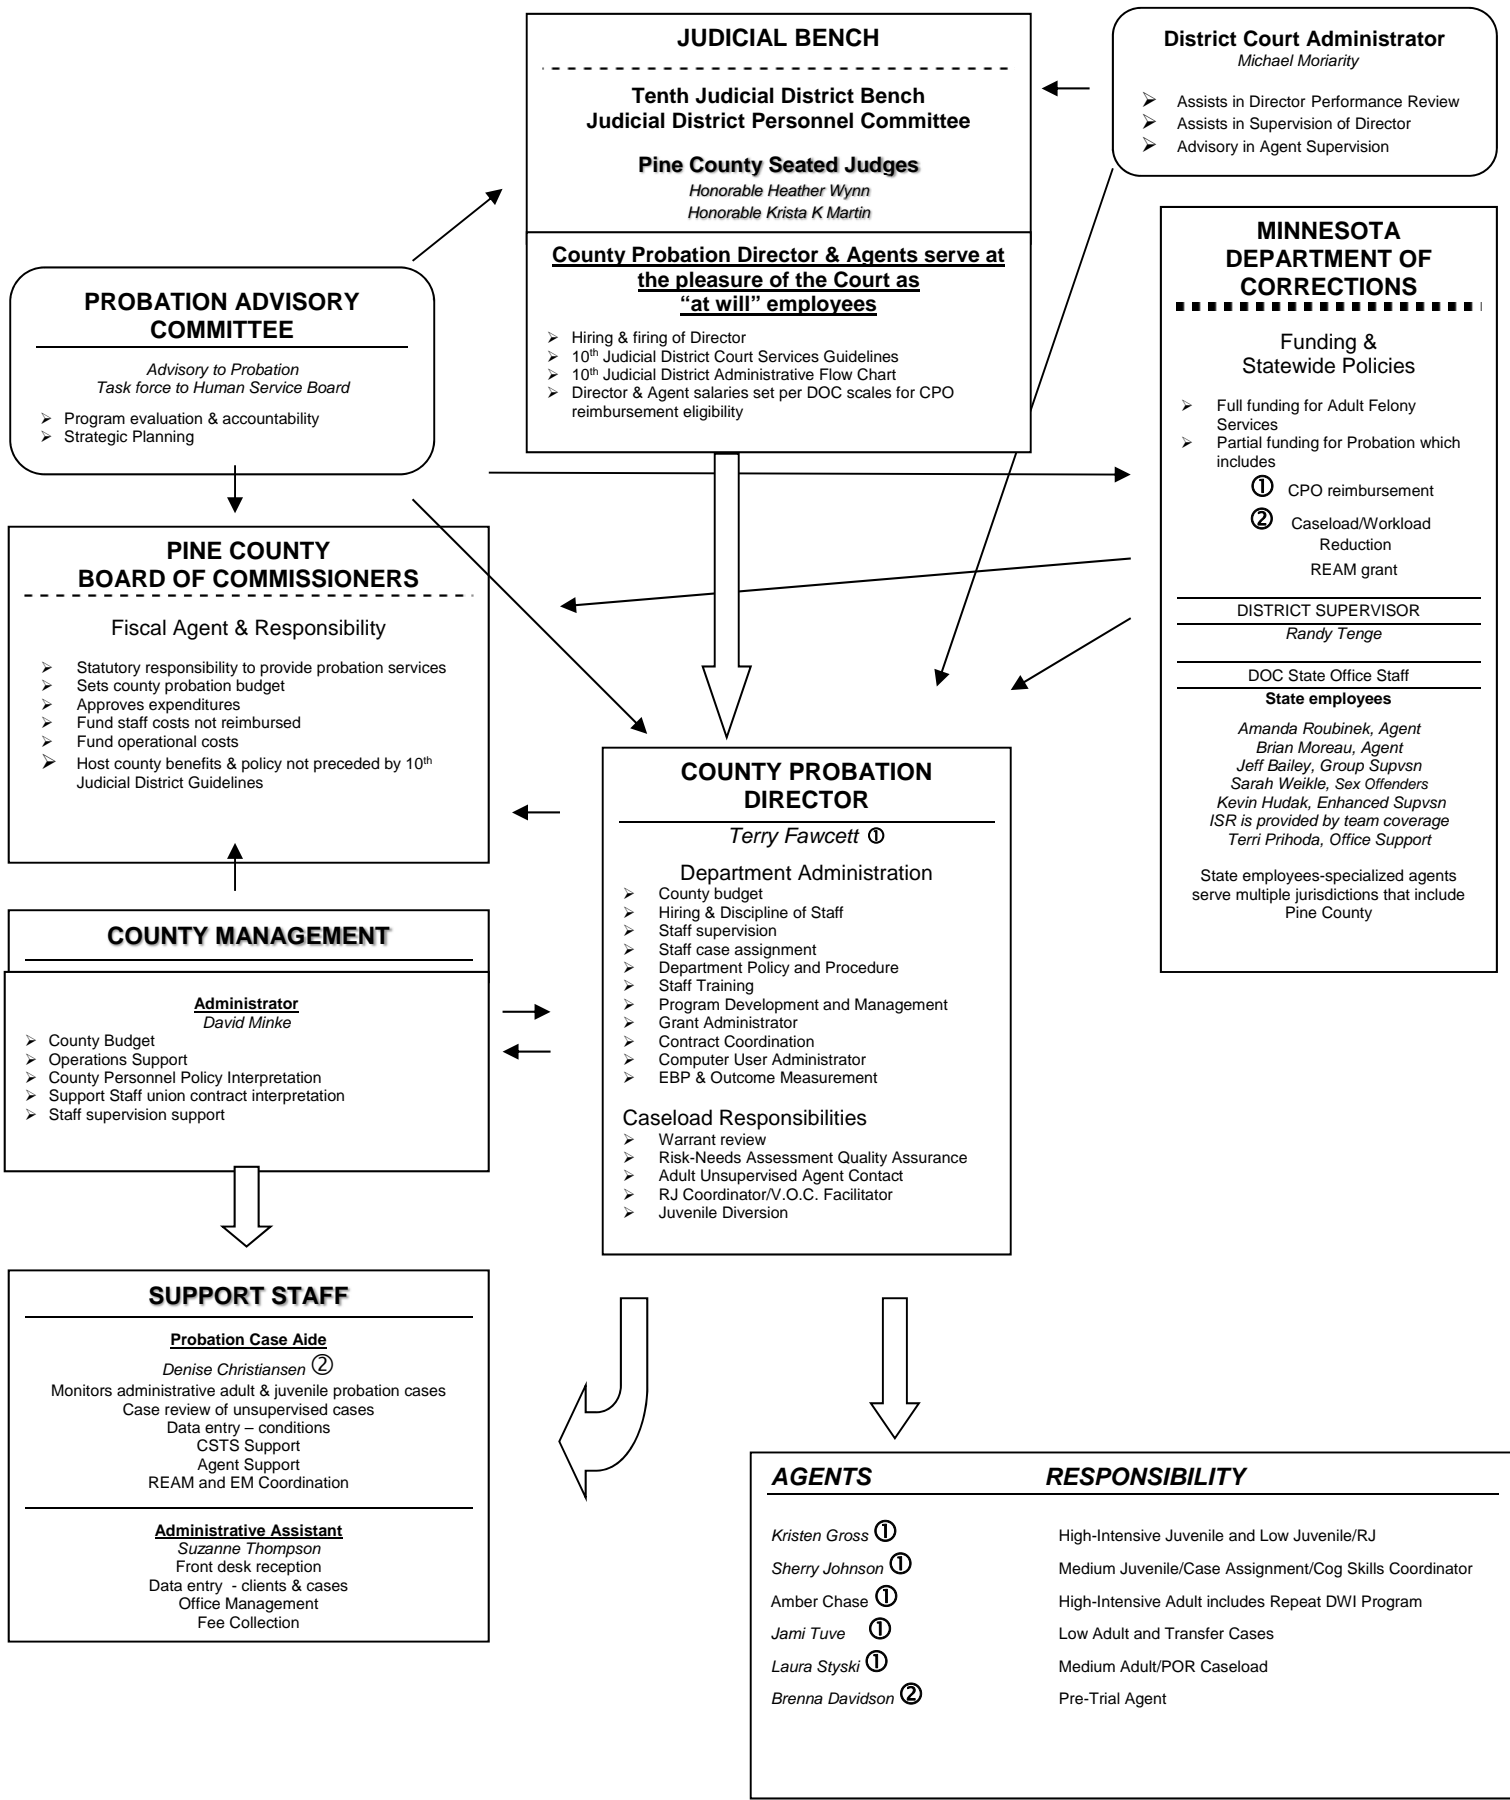 JUDICIAL BENCH
Tenth Judicial District Bench
Judicial District Personnel Committee
Pine County Seated Judges
Honorable Heather Wynn
Honorable Krista K Martin
County Probation Director & Agents serve at
the pleasure of the Court as
“at will” employees
➢ Hiring & firing of Director
➢ 10th Judicial District Court Services Guidelines
➢ 10th Judicial District Administrative Flow Chart
➢ Director & Agent salaries set per DOC scales for CPO
reimbursement eligibility
District Court Administrator
Michael Moriarity
➢ Assists in Director Performance Review
➢ Assists in Supervision of Director
➢ Advisory in Agent Supervision
PROBATION ADVISORY
COMMITTEE
Advisory to Probation
Task force to Human Service Board
➢ Program evaluation & accountability
➢ Strategic Planning
MINNESOTA
DEPARTMENT OF
CORRECTIONS
Funding &
Statewide Policies
➢ Full funding for Adult Felony
Services
➢ Partial funding for Probation which
includes
① CPO reimbursement
② Caseload/Workload
Reduction
REAM grant
DISTRICT SUPERVISOR
Randy Tenge
DOC State Office Staff
State employees
Amanda Roubinek, Agent
Brian Moreau, Agent
Jeff Bailey, Group Supvsn
Sarah Weikle, Sex Offenders
Kevin Hudak, Enhanced Supvsn
ISR is provided by team coverage
Terri Prihoda, Office Support
State employees-specialized agents
serve multiple jurisdictions that include
Pine County
PINE COUNTY
BOARD OF COMMISSIONERS
Fiscal Agent & Responsibility
➢ Statutory responsibility to provide probation services
➢ Sets county probation budget
➢ Approves expenditures
➢ Fund staff costs not reimbursed
➢ Fund operational costs
➢ Host county benefits & policy not preceded by 10th
Judicial District Guidelines
COUNTY PROBATION
DIRECTOR
Terry Fawcett ①
Department Administration
➢ County budget
➢ Hiring & Discipline of Staff
➢ Staff supervision
➢ Staff case assignment
➢ Department Policy and Procedure
➢ Staff Training
➢ Program Development and Management
➢ Grant Administrator
➢ Contract Coordination
➢ Computer User Administrator
➢ EBP & Outcome Measurement
Caseload Responsibilities
➢ Warrant review
➢ Risk-Needs Assessment Quality Assurance
➢ Adult Unsupervised Agent Contact
➢ RJ Coordinator/V.O.C. Facilitator
➢ Juvenile Diversion
COUNTY MANAGEMENT
Administrator
David Minke
➢ County Budget
➢ Operations Support
➢ County Personnel Policy Interpretation
➢ Support Staff union contract interpretation
➢ Staff supervision support
SUPPORT STAFF
Probation Case Aide
Denise Christiansen ②
Monitors administrative adult & juvenile probation cases
Case review of unsupervised cases
Data entry – conditions
CSTS Support
Agent Support
REAM and EM Coordination
Administrative Assistant
Suzanne Thompson
Front desk reception
Data entry - clients & cases
Office Management
Fee Collection
AGENTS RESPONSIBILITY
Kristen Gross ① High-Intensive Juvenile and Low Juvenile/RJ
Sherry Johnson ① Medium Juvenile/Case Assignment/Cog Skills Coordinator
Amber Chase ① High-Intensive Adult includes Repeat DWI Program
Jami Tuve ① Low Adult and Transfer Cases
Laura Styski ① Medium Adult/POR Caseload
Brenna Davidson ② Pre-Trial Agent